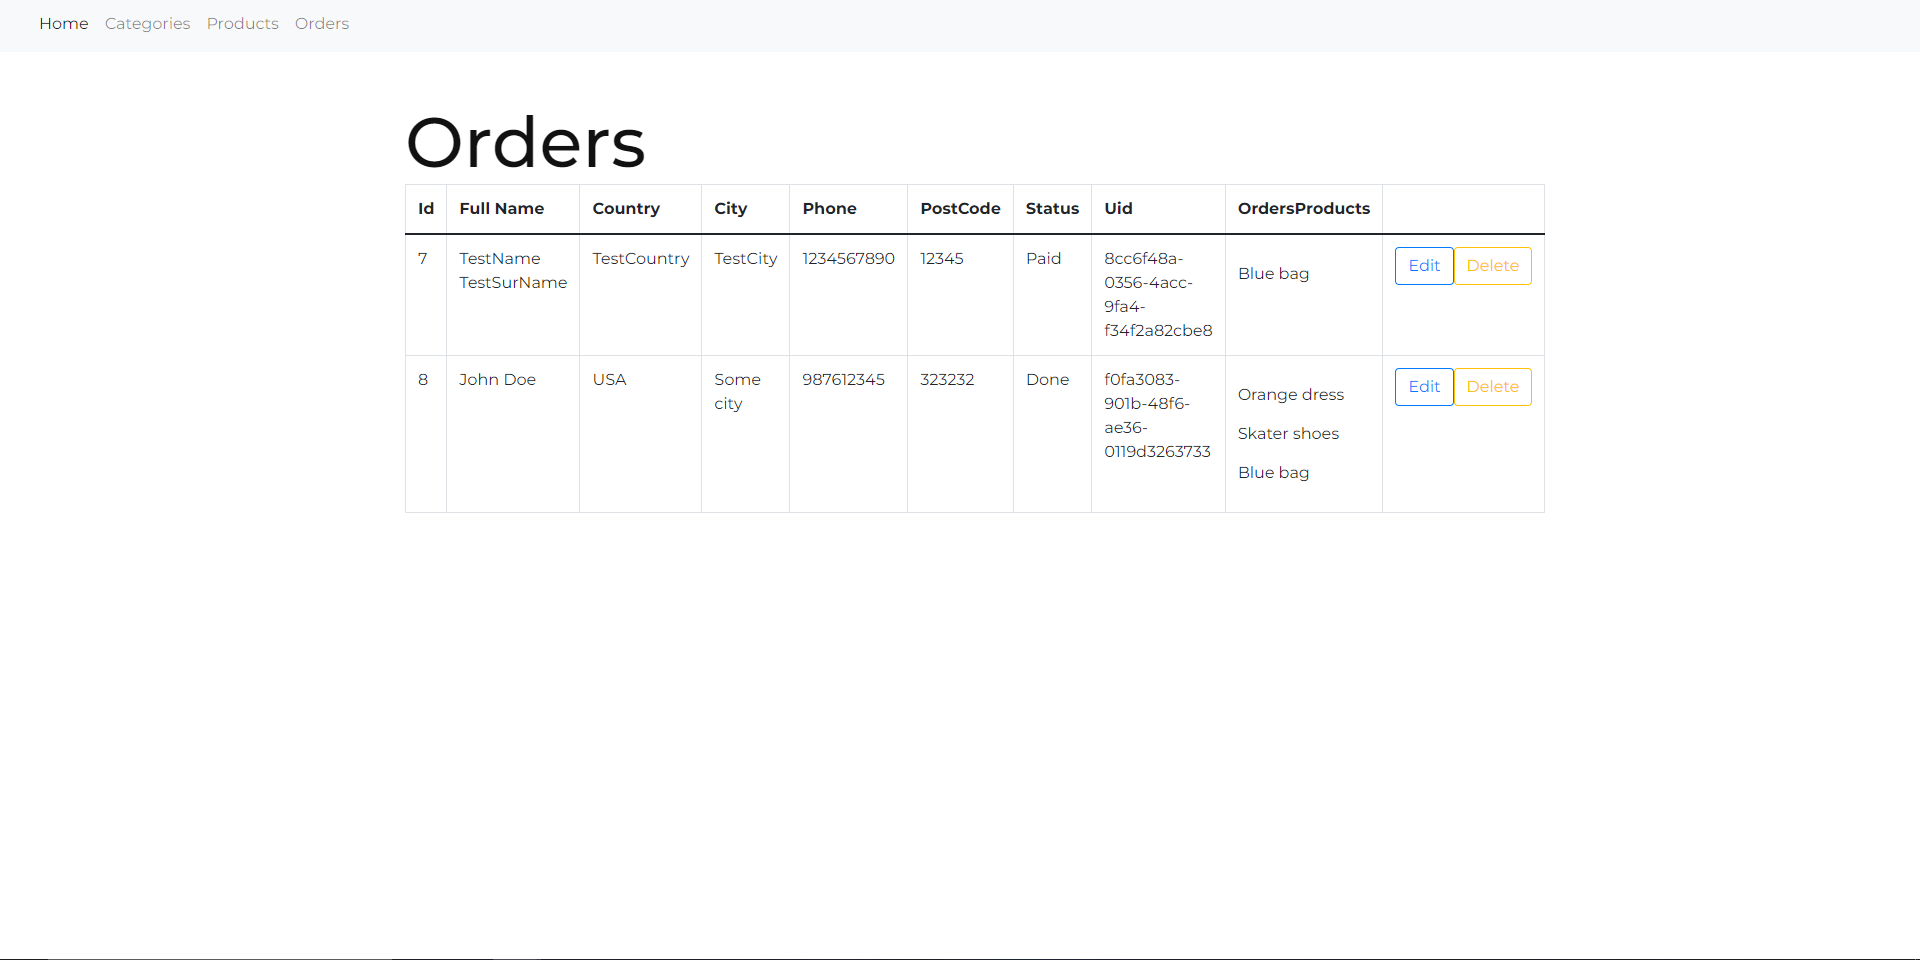 Home Categories Products Orders
Orders
Id Full Name Country City Phone PostCode Status Uid OrdersProducts
7 TestName TestCountry TestCity 1234567890 12345 Paid 8cc6f48a- Blue bag Edit Delete
TestSurName 0356-4acc-
9fa4-
f34f2a82cbe8
8 John Doe USA Some 987612345 323232 Done f0fa3083- Orange dress Edit Delete
city 901b-48f6-
ae36- Skater shoes
0119d3263733
Blue bag